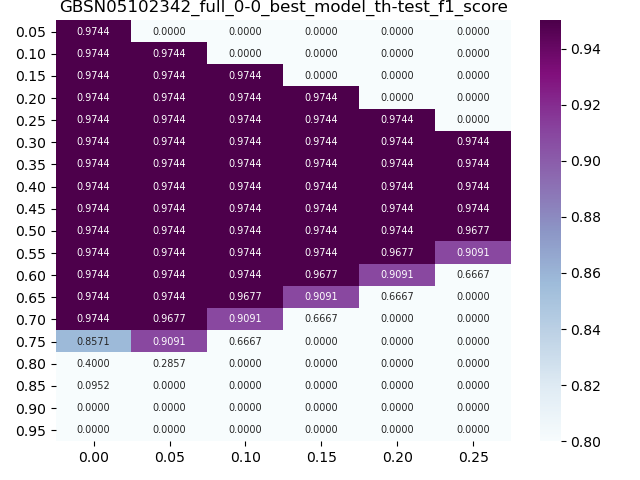 GBSN05102342_full_0-0_best_model_th-test_f1_score
0.05 0.9744 0.0000 0.0000 0.0000 0.0000 0.0000
0.10 0.9744 0.9744 0.0000 0.0000 0.0000 0.0000
0.15 0.9744 0.9744 0.9744 0.0000 0.0000 0.0000
0.20 0.9744 0.9744 0.9744 0.9744 0.0000 0.0000
0.25 0.9744 0.9744 0.9744 0.9744 0.9744 0.0000
0.30 0.9744 0.9744 0.9744 0.9744 0.9744 0.9744
0.35 0.9744 0.9744 0.9744 0.9744 0.9744 0.9744
0.40 0.9744 0.9744 0.9744 0.9744 0.9744 0.9744
0.45 0.9744 0.9744 0.9744 0.9744 0.9744 0.9744
0.50 0.9744 0.9744 0.9744 0.9744 0.9744 0.9677
0.55 0.9744 0.9744 0.9744 0.9744 0.9677 0.9091
0.60 0.9744 0.9744 0.9744 0.9677 0.9091 0.6667
0.65 0.9744 0.9744 0.9677 0.9091 0.6667 0.0000
0.70 0.9744 0.9677 0.9091 0.6667 0.0000 0.0000
0.75 0.8571 0.9091 0.6667 0.0000 0.0000 0.0000
0.80 0.4000 0.2857 0.0000 0.0000 0.0000 0.0000
0.85 0.0952 0.0000 0.0000 0.0000 0.0000 0.0000
0.90 0.0000 0.0000 0.0000 0.0000 0.0000 0.0000
0.95 0.0000 0.0000 0.0000 0.0000 0.0000 0.0000
0.00 0.05 0.10 0.15 0.20 0.25
0.94
0.92
0.90
0.88
0.86
0.84
0.82
0.80